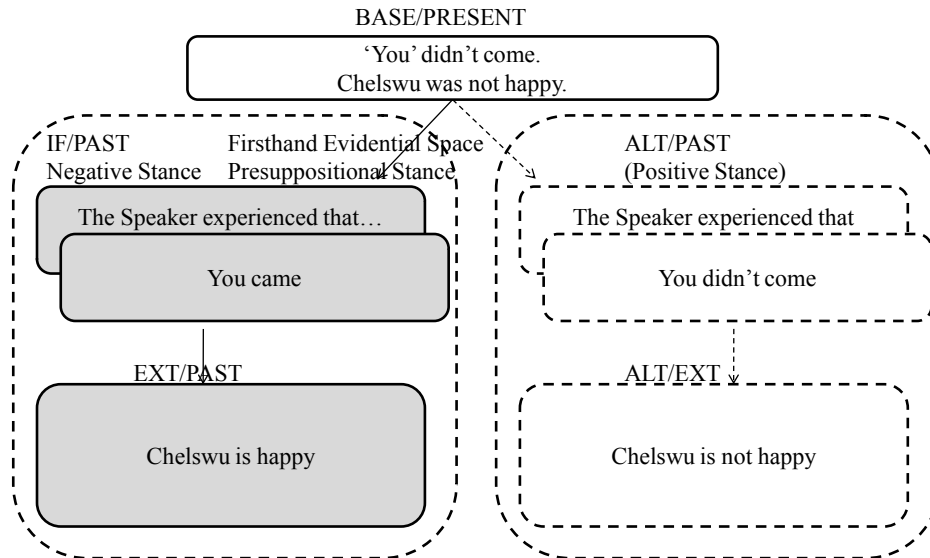 BASE/PRESENT
‘You’ didn’t come.
Chelswu was not happy.
IF/PAST Firsthand Evidential Space
Negative Stance Presuppositional Stance
The Speaker experienced that…
You came
EXT/PAST
Chelswu is happy
ALT/PAST
(Positive Stance)
The Speaker experienced that
You didn’t come
ALT/EXT
Chelswu is not happy